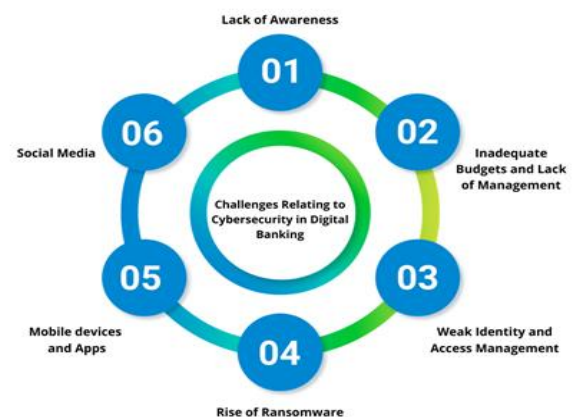 Lack of Awareness
01
02
Inadequate
Budgets and Lack
of Management
03
Weak Identity and
Access Management
04
Rise of Ransomware
05
Mobile devices
and Apps
06
Social Media
Challenges Relating to
Cybersecurity in Digital
Banking